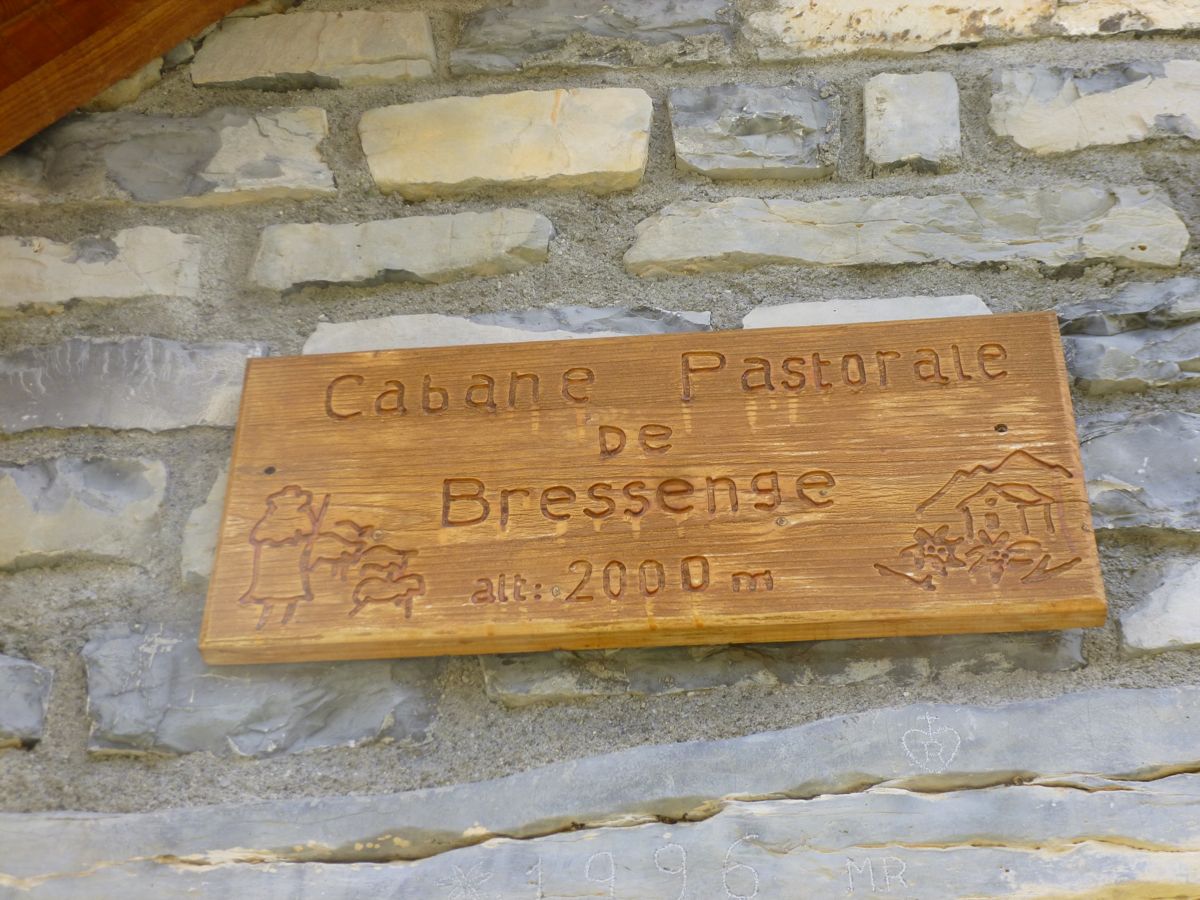 Cabane Pastorale
De
Bressenge
alt: 2000 m
1996 MR